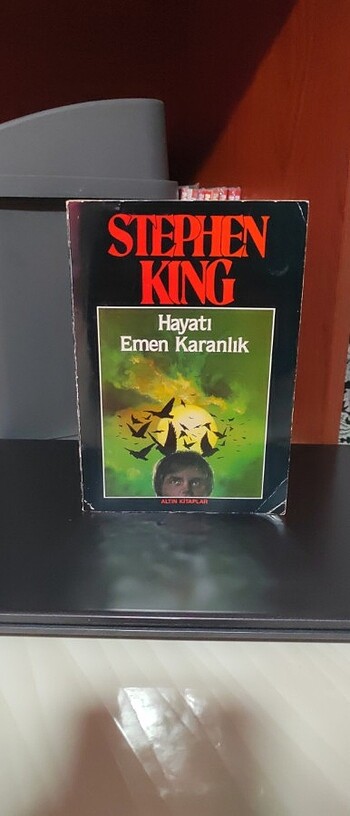 STEPHEN
KING
Hayatı
Emen Karanlık
ALTIN KİTAPLAR